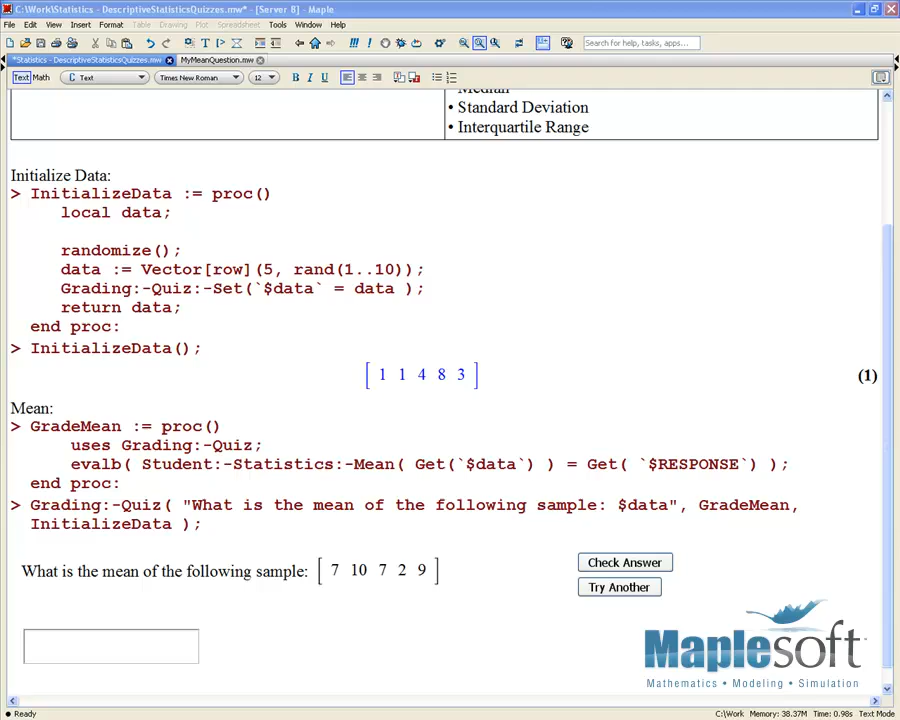 C:\Work\Statistics - DescriptiveStatisticsQuizzes.mw* - [Server 8] - Maple
File Edit View Insert Format Table Drawing Plot Spreadsheet Tools Window Help
Search for help, tasks, apps...
*Statistics - DescriptiveStatisticsQuizzes.mw MyMeanQuestion.mw
Text Math C Text Times New Roman 12 B I U
Median
• Standard Deviation
• Interquartile Range
Initialize Data:
> InitializeData := proc()
local data;
randomize();
data := Vector[row](5, rand(1..10));
Grading:-Quiz:-Set(`$data` = data );
return data;
end proc:
> InitializeData();
[ 1 1 4 8 3 ] (1)
Mean:
> GradeMean := proc()
uses Grading:-Quiz;
evalb( Student:-Statistics:-Mean( Get(`$data`) ) = Get( `$RESPONSE`) );
end proc:
> Grading:-Quiz( "What is the mean of the following sample: $data", GradeMean,
InitializeData );
What is the mean of the following sample: [ 7 10 7 2 9 ]
Check Answer
Try Another
Maplesoft
Mathematics • Modeling • Simulation
Ready C:\Work Memory: 38.37M Time: 0.98s Text Mode